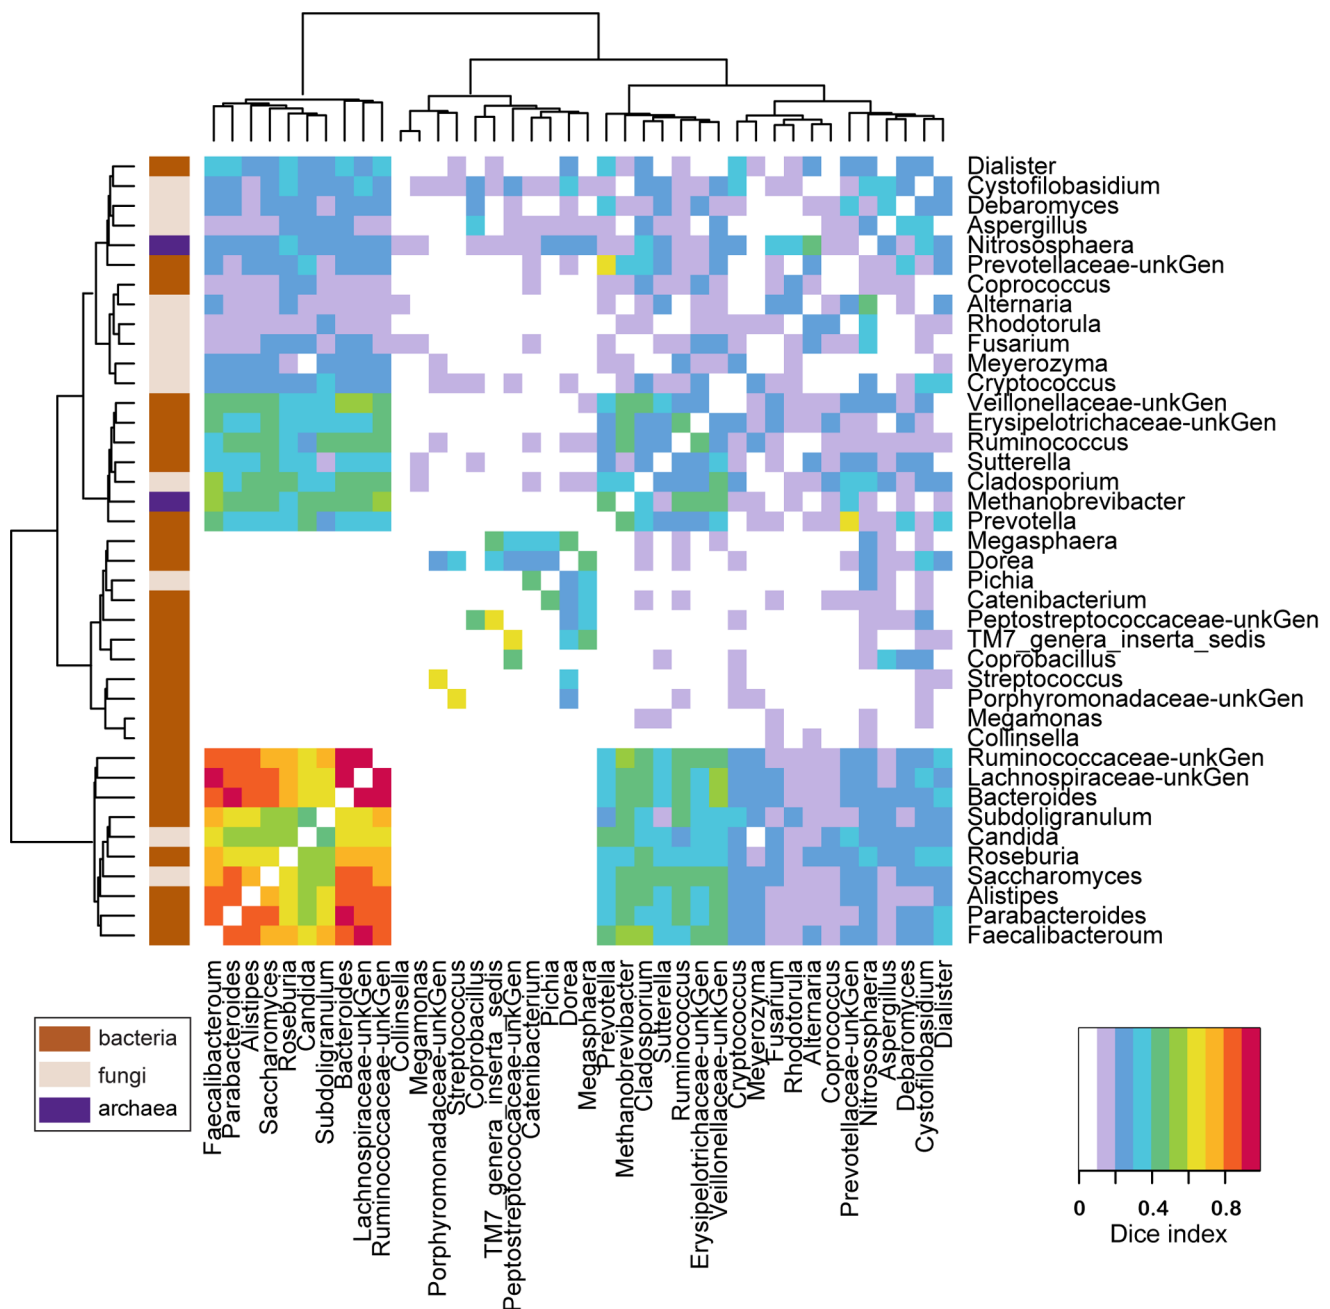 Dialister
Cystofilobasidium
Debaromyces
Aspergillus
Nitrososphaera
Prevotellaceae-unkGen
Coprococcus
Alternaria
Rhodotorula
Fusarium
Meyerozyma
Cryptococcus
Veillonellaceae-unkGen
Erysipelotrichaceae-unkGen
Ruminococcus
Sutterella
Cladosporium
Methanobrevibacter
Prevotella
Megasphaera
Dorea
Pichia
Catenibacterium
Peptostreptococcaceae-unkGen
TM7_genera_inserta_sedis
Coprobacillus
Streptococcus
Porphyromonadaceae-unkGen
Megamonas
Collinsella
Ruminococcaceae-unkGen
Lachnospiraceae-unkGen
Bacteroides
Subdoligranulum
Candida
Roseburia
Saccharomyces
Alistipes
Parabacteroides
Faecalibacteroum
Faecalibacteroum
Parabacteroides
Alistipes
Saccharomyces
Roseburia
Candida
Subdoligranulum
Bacteroides
Lachnospiraceae-unkGen
Ruminococcaceae-unkGen
Collinsella
Megamonas
Porphyromonadaceae-unkGen
Streptococcus
Coprobacillus
TM7_genera_inserta_sedis
Peptostreptococcaceae-unkGen
Catenibacterium
Pichia
Dorea
Megasphaera
Prevotella
Methanobrevibacter
Cladosporium
Sutterella
Ruminococcus
Erysipelotrichaceae-unkGen
Veillonellaceae-unkGen
Cryptococcus
Meyerozyma
Fusarium
Rhodotorula
Alternaria
Coprococcus
Prevotellaceae-unkGen
Nitrososphaera
Aspergillus
Debaromyces
Cystofilobasidium
Dialister
bacteria
fungi
archaea
0 0.4 0.8
Dice index